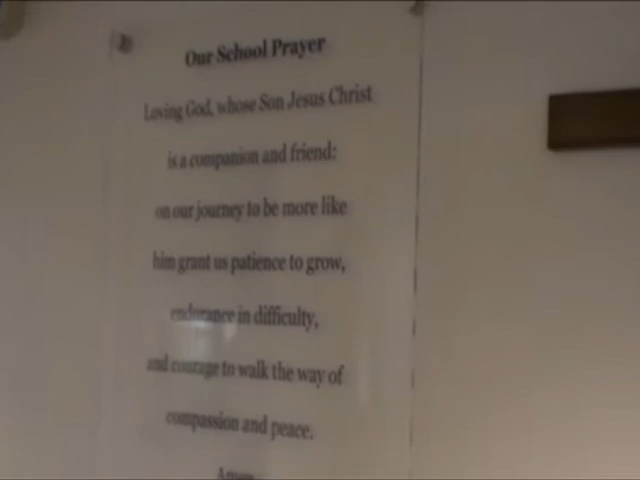 Our School Prayer
Loving God, whose Son Jesus Christ
is a companion and friend:
on our journey to be more like
him grant us patience to grow,
endurance in difficulty,
and courage to walk the way of
compassion and peace.
Amen